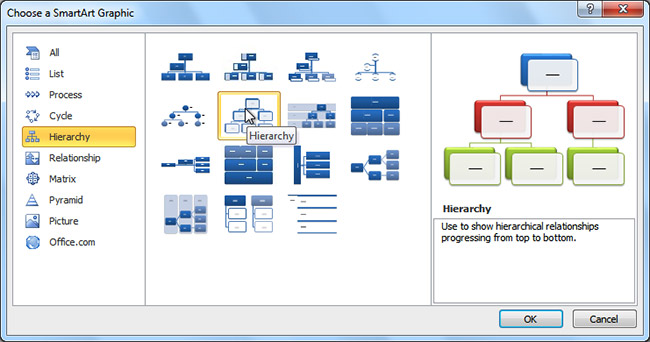 Choose a SmartArt Graphic
All
List
Process
Cycle
Hierarchy
Relationship
Matrix
Pyramid
Picture
Office.com
Hierarchy
Hierarchy
Use to show hierarchical relationships
progressing from top to bottom.
OK
Cancel